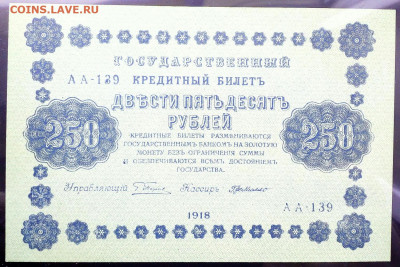 COINS.ЛАВЕ.RU
ГОСУДАРСТВЕННЫЙ
АА-139 КРЕДИТНЫЙ БИЛЕТЪ
ДВѢСТИ ПЯТЬДЕСЯТЪ
РУБЛЕЙ
250 250
КРЕДИТНЫЕ БИЛЕТЫ РАЗМѢНИВАЮТСЯ
ГОСУДАРСТВЕННЫМЪ БАНКОМЪ НА ЗОЛОТУЮ
МОНЕТУ БЕЗЪ ОГРАНИЧЕНІЯ СУММЫ
И ОБЕЗПЕЧИВАЮТСЯ ВСѢМЪ ДОСТОЯНІЕМЪ
ГОСУДАРСТВА.
Управляющій Кассиръ
АА-139
1918